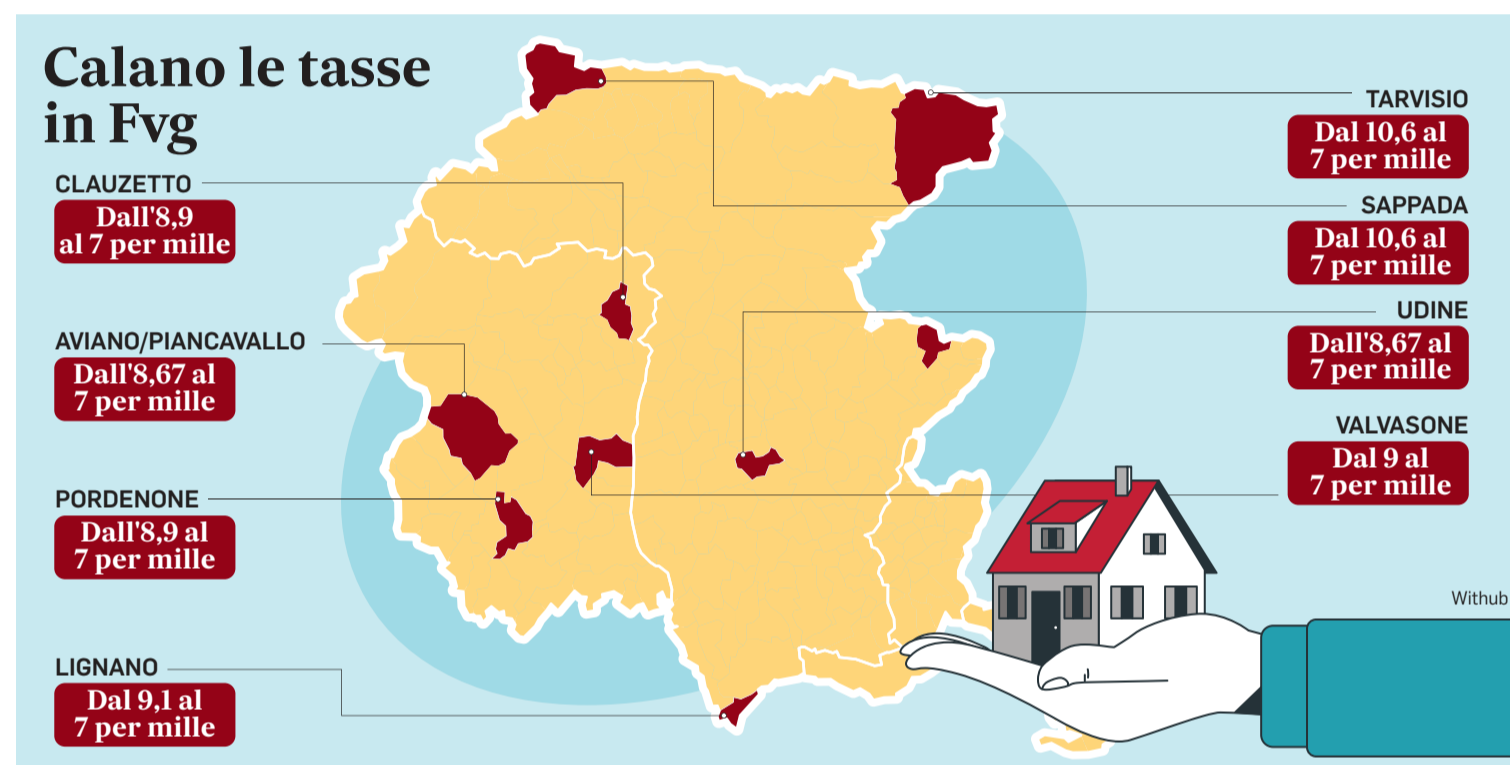 Calano le tasse
in Fvg
CLAUZETTO
Dall'8,9
al 7 per mille
AVIANO/PIANCAVALLO
Dall'8,67 al
7 per mille
PORDENONE
Dall'8,9 al
7 per mille
LIGNANO
Dal 9,1 al
7 per mille
TARVISIO
Dal 10,6 al
7 per mille
SAPPADA
Dal 10,6 al
7 per mille
UDINE
Dall'8,67 al
7 per mille
VALVASONE
Dal 9 al
7 per mille
Withub